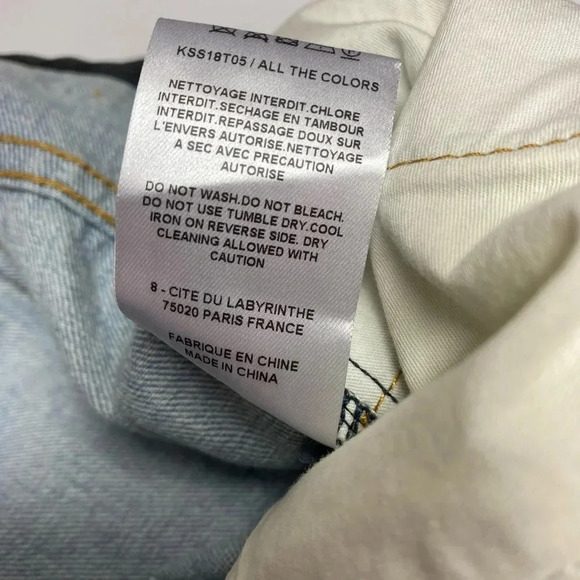 KSS18T05 / ALL THE COLORS
NETTOYAGE INTERDIT.CHLORE
INTERDIT.SECHAGE EN TAMBOUR
INTERDIT.REPASSAGE DOUX SUR
L'ENVERS AUTORISE.NETTOYAGE
A SEC AVEC PRECAUTION
AUTORISE
DO NOT WASH.DO NOT BLEACH.
DO NOT USE TUMBLE DRY.COOL
IRON ON REVERSE SIDE. DRY
CLEANING ALLOWED WITH
CAUTION
8 - CITE DU LABYRINTHE
75020 PARIS FRANCE
FABRIQUE EN CHINE
MADE IN CHINA